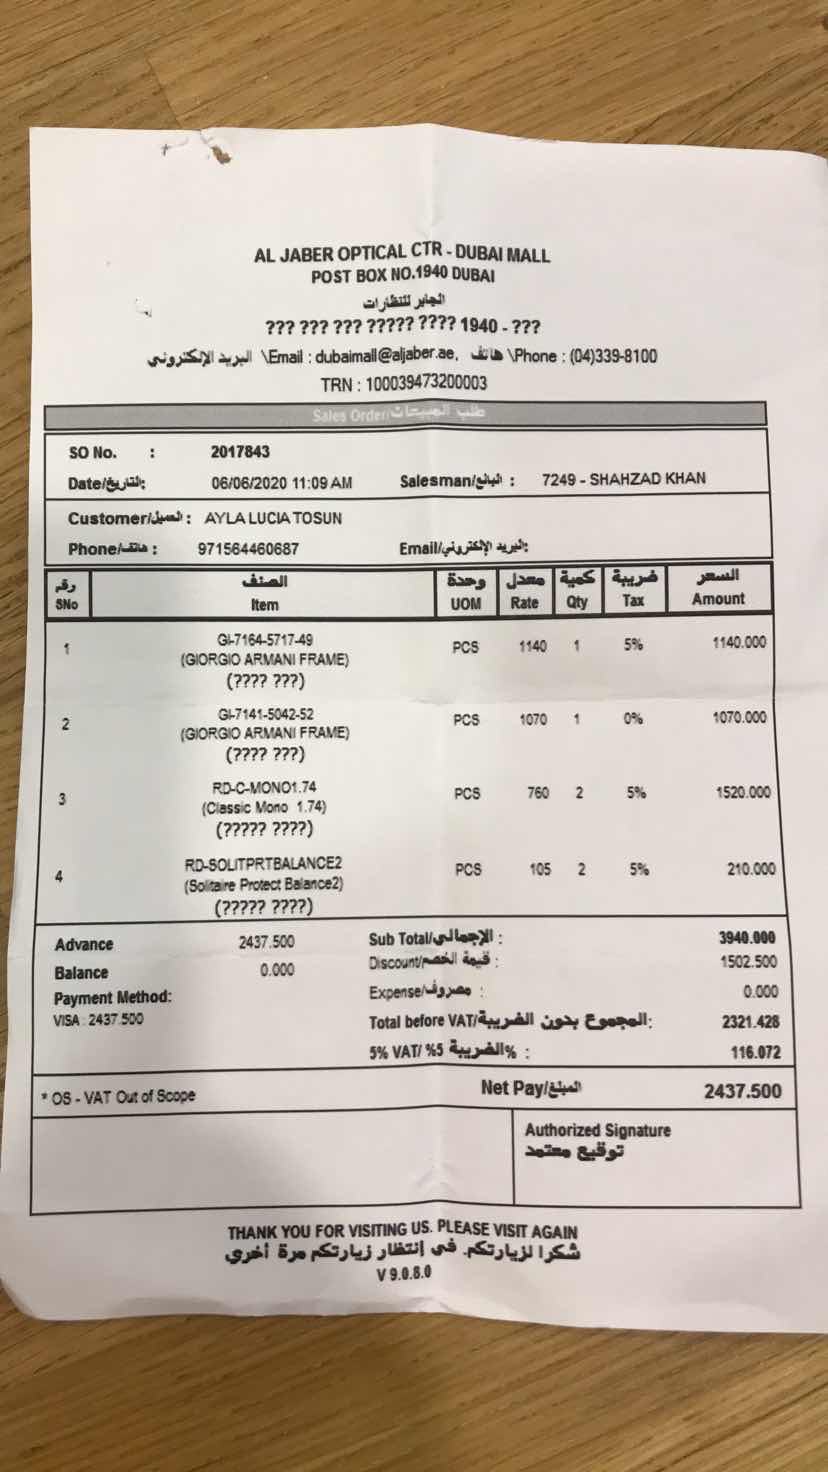 AL JABER OPTICAL CTR - DUBAI MALL
POST BOX NO.1940 DUBAI
الجابر للنظارات
??? ??? ??? ????? ???? 1940 - ???
البريد الإلكتروني \Email : dubaimall@aljaber.ae, هاتف \Phone : (04)339-8100
TRN : 100039473200003
Sales Order/طلب المبيعات
SO No. : 2017843
Date/التاريخ: 06/06/2020 11:09 AM Salesman/البائع : 7249 - SHAHZAD KHAN
Customer/العميل : AYLA LUCIA TOSUN
Phone/هاتف : 971564460687 Email/البريد الإلكتروني:
رقم الصنف وحدة معدل كمية ضريبة السعر
SNo Item UOM Rate Qty Tax Amount
1 GI-7164-5717-49 PCS 1140 1 5% 1140.000
(GIORGIO ARMANI FRAME)
(???? ???)
2 GI-7141-5042-52 PCS 1070 1 0% 1070.000
(GIORGIO ARMANI FRAME)
(???? ???)
3 RD-C-MONO1.74 PCS 760 2 5% 1520.000
(Classic Mono 1.74)
(????? ????)
4 RD-SOLITPRTBALANCE2 PCS 105 2 5% 210.000
(Solitaire Protect Balance2)
(????? ????)
Advance 2437.500 Sub Total/الإجمالي : 3940.000
Balance 0.000 Discount/قيمة الخصم : 1502.500
Payment Method: Expense/مصروف : 0.000
VISA : 2437.500 Total before VAT/المجموع بدون الضريبة: 2321.428
5% VAT/ %5 الضريبة% : 116.072
* OS - VAT Out of Scope Net Pay/المبلغ 2437.500
Authorized Signature
توقيع معتمد
THANK YOU FOR VISITING US. PLEASE VISIT AGAIN
شكرا لزيارتكم. في إنتظار زيارتكم مرة أخرى
V 9.0.8.0